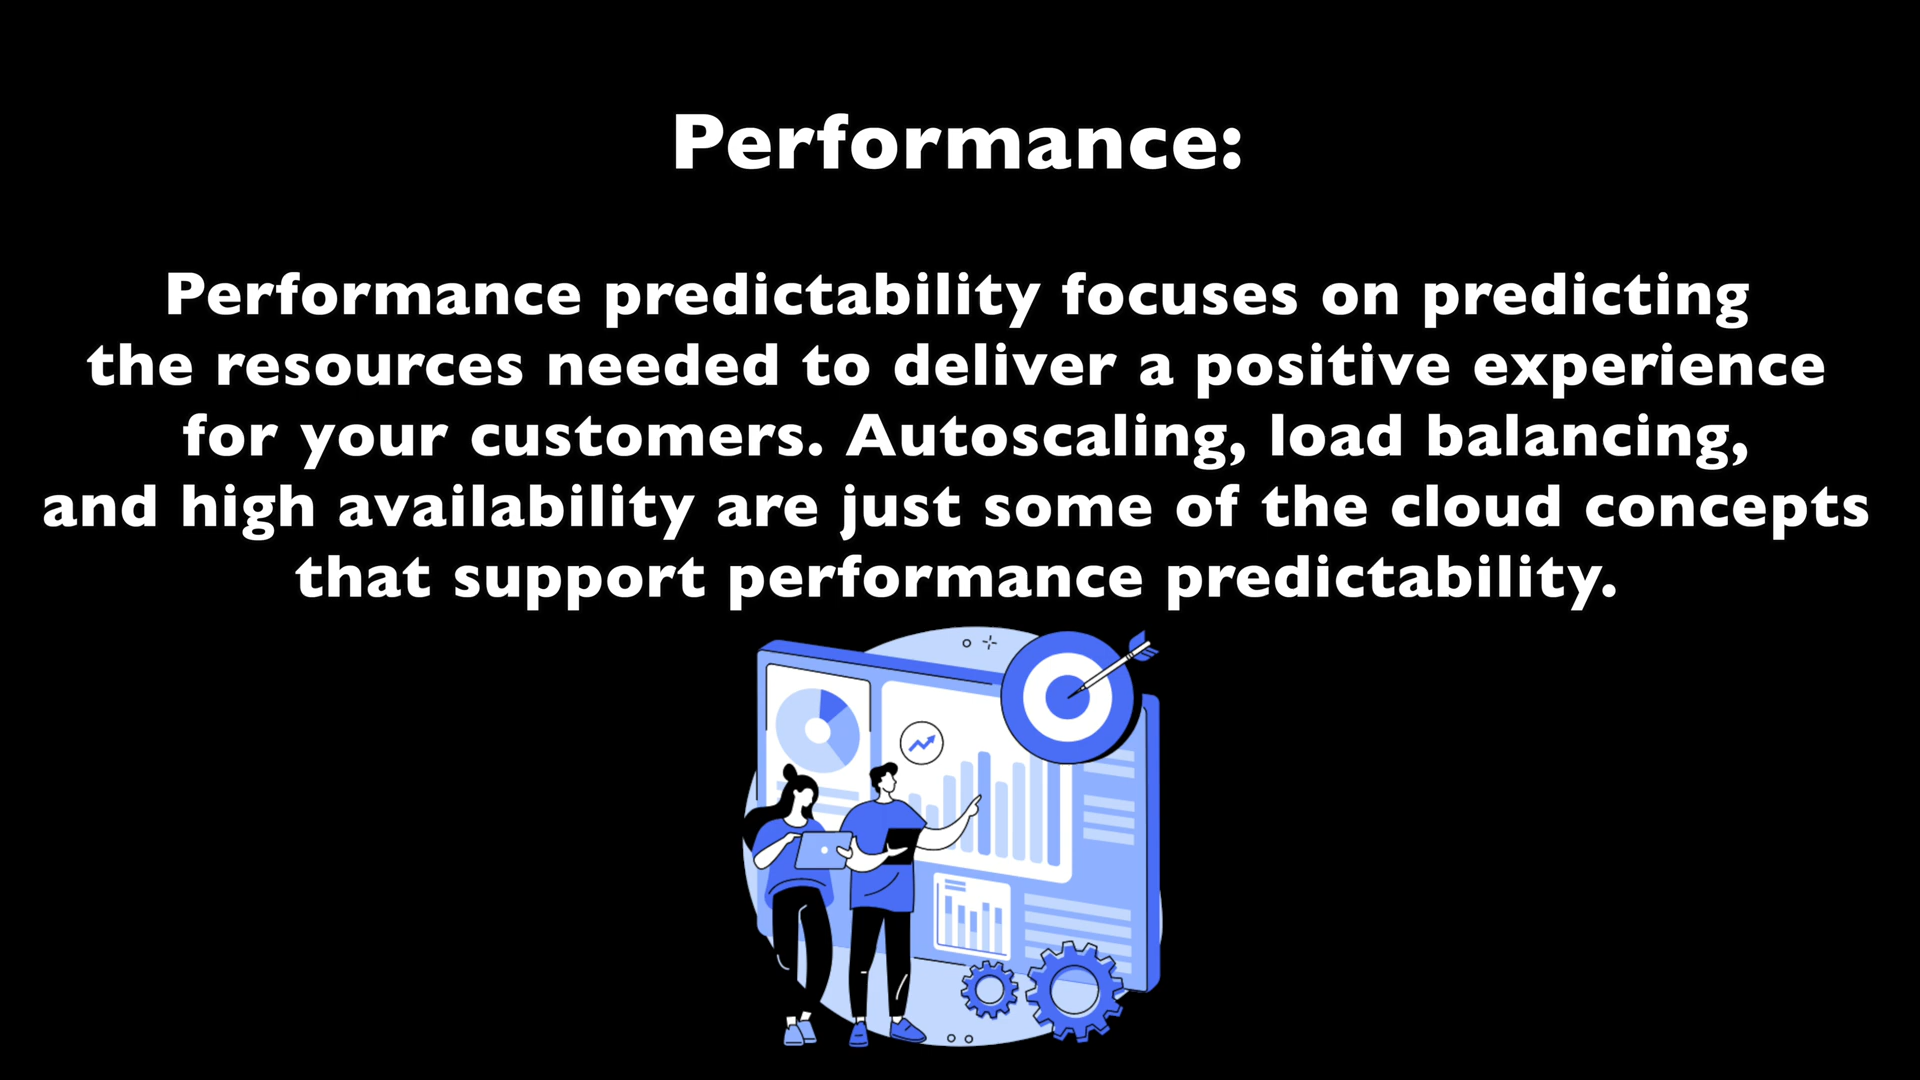 Performance:
Performance predictability focuses on predicting
the resources needed to deliver a positive experience
for your customers. Autoscaling, load balancing,
and high availability are just some of the cloud concepts
that support performance predictability.